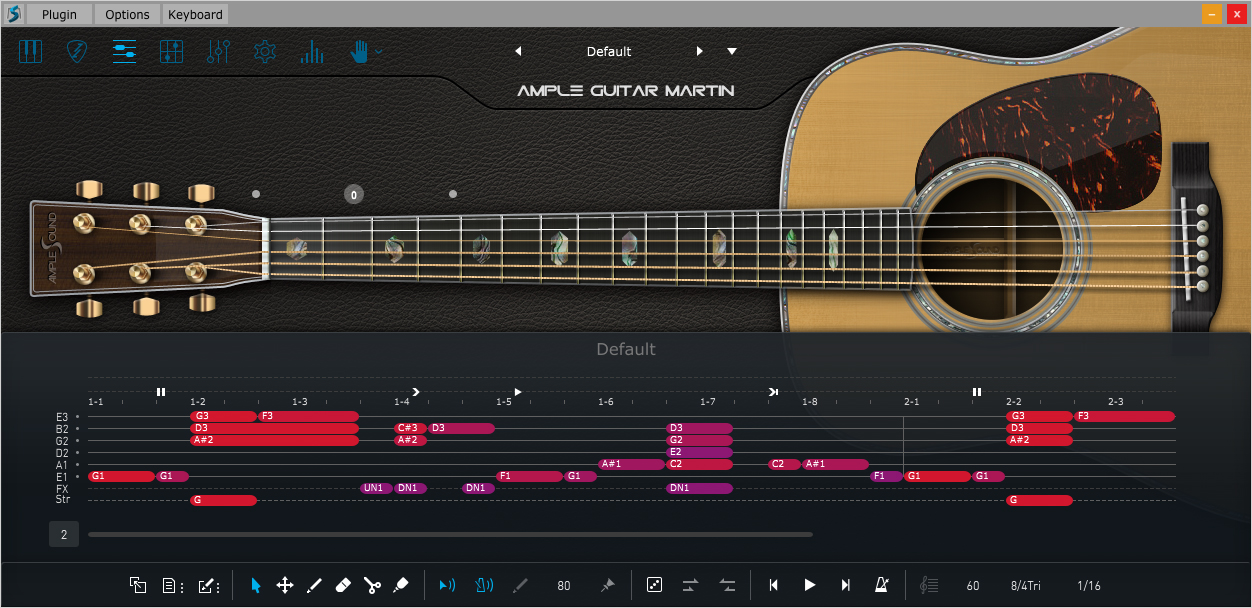 Plugin Options Keyboard – x
Default
AMPLE GUITAR MARTIN
0
AMPLE SOUND
Default
1-1 1-2 1-3 1-4 1-5 1-6 1-7 1-8 2-1 2-2 2-3
E3 G3 F3 G3 F3
B2 D3 C#3 D3 D3 D3
G2 A#2 A#2 G2 A#2
D2 E2
A1 A#1 C2 C2 A#1
E1 G1 G1 F1 G1 F1 G1 G1
FX UN1 DN1 DN1 DN1
Str G G
2
80 60 8/4Tri 1/16